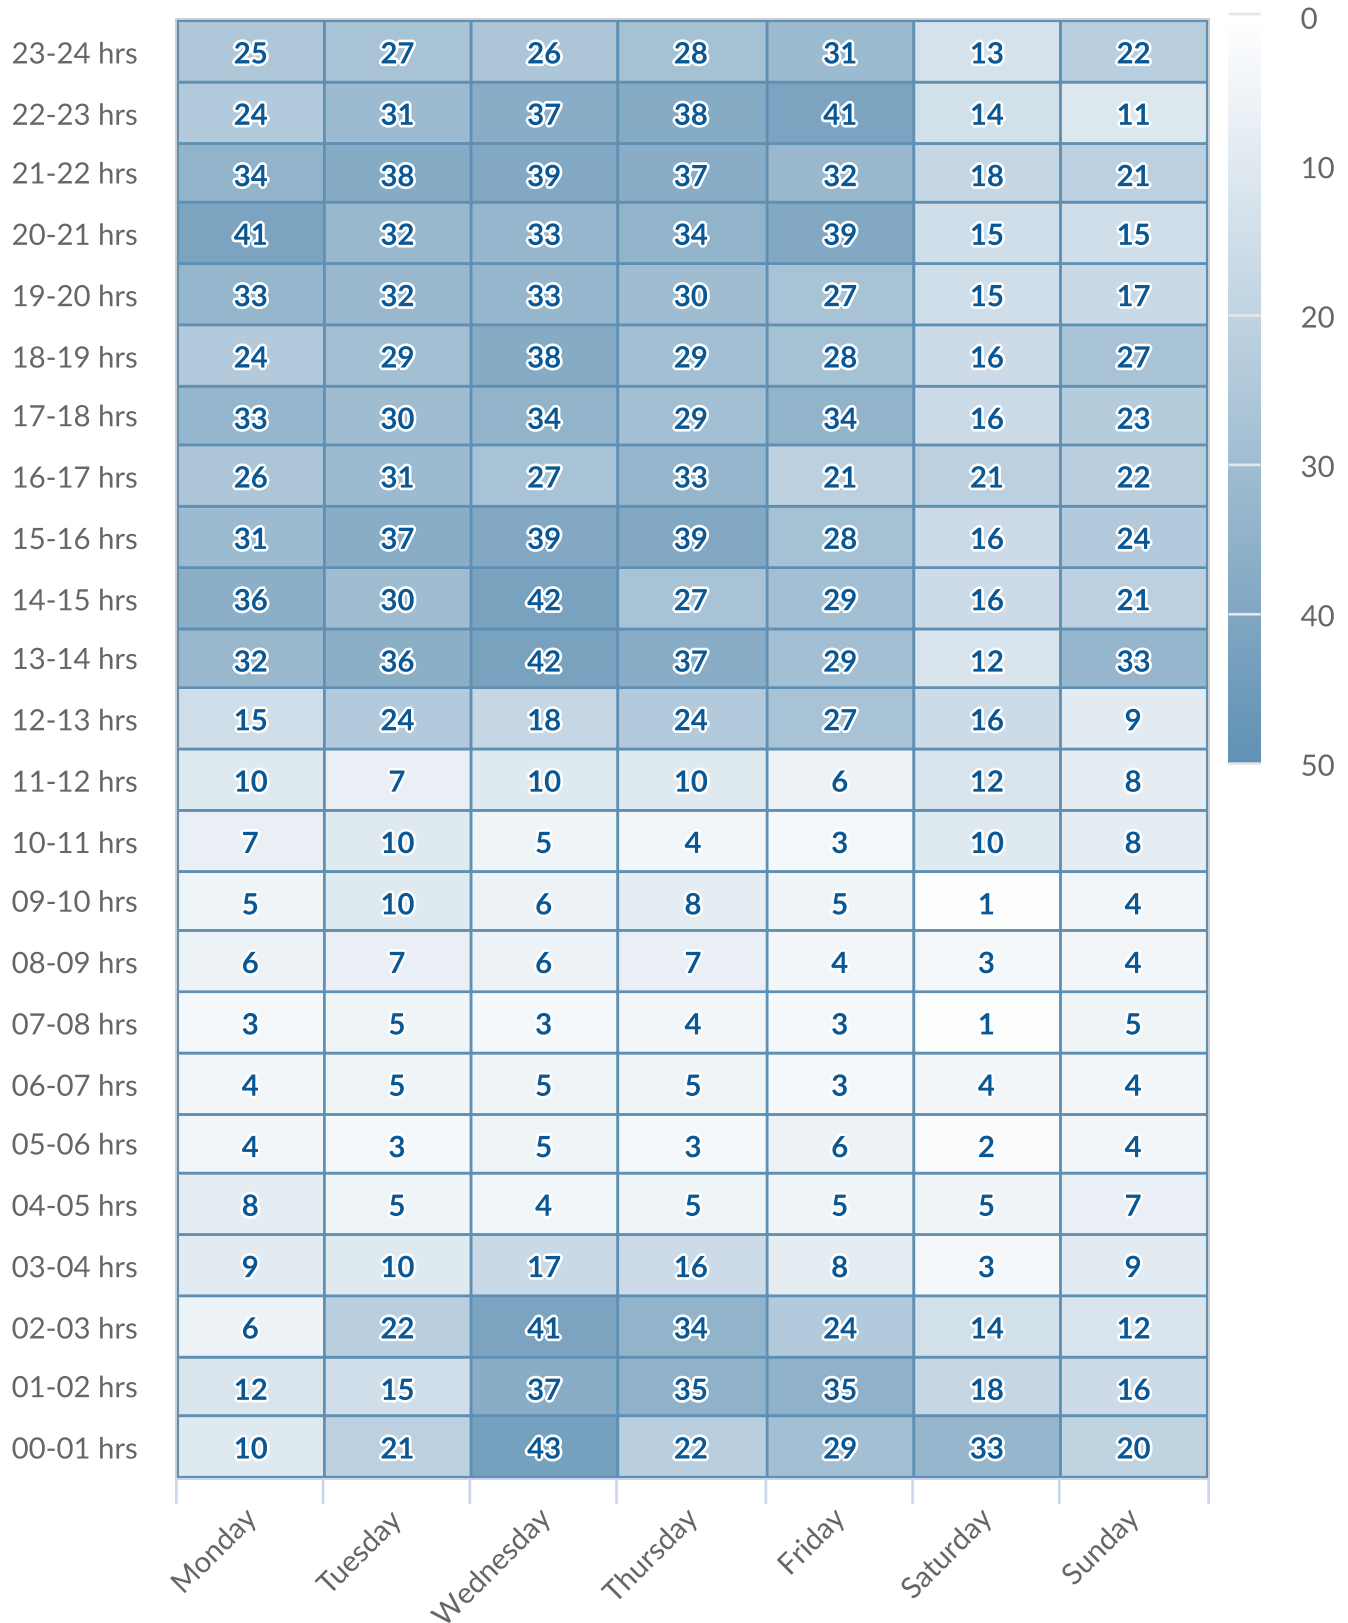 23-24 hrs 25 27 26 28 31 13 22
22-23 hrs 24 31 37 38 41 14 11
21-22 hrs 34 38 39 37 32 18 21
20-21 hrs 41 32 33 34 39 15 15
19-20 hrs 33 32 33 30 27 15 17
18-19 hrs 24 29 38 29 28 16 27
17-18 hrs 33 30 34 29 34 16 23
16-17 hrs 26 31 27 33 21 21 22
15-16 hrs 31 37 39 39 28 16 24
14-15 hrs 36 30 42 27 29 16 21
13-14 hrs 32 36 42 37 29 12 33
12-13 hrs 15 24 18 24 27 16 9
11-12 hrs 10 7 10 10 6 12 8
10-11 hrs 7 10 5 4 3 10 8
09-10 hrs 5 10 6 8 5 1 4
08-09 hrs 6 7 6 7 4 3 4
07-08 hrs 3 5 3 4 3 1 5
06-07 hrs 4 5 5 5 3 4 4
05-06 hrs 4 3 5 3 6 2 4
04-05 hrs 8 5 4 5 5 5 7
03-04 hrs 9 10 17 16 8 3 9
02-03 hrs 6 22 41 34 24 14 12
01-02 hrs 12 15 37 35 35 18 16
00-01 hrs 10 21 43 22 29 33 20
Monday Tuesday Wednesday Thursday Friday Saturday Sunday
0
10
20
30
40
50